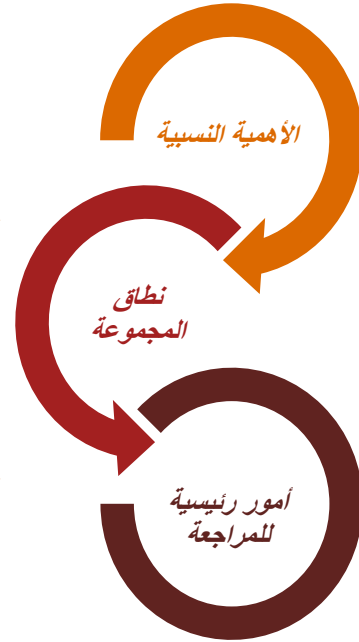 الأهمية النسبية
نطاق
المجموعة
أمور رئيسية
للمراجعة